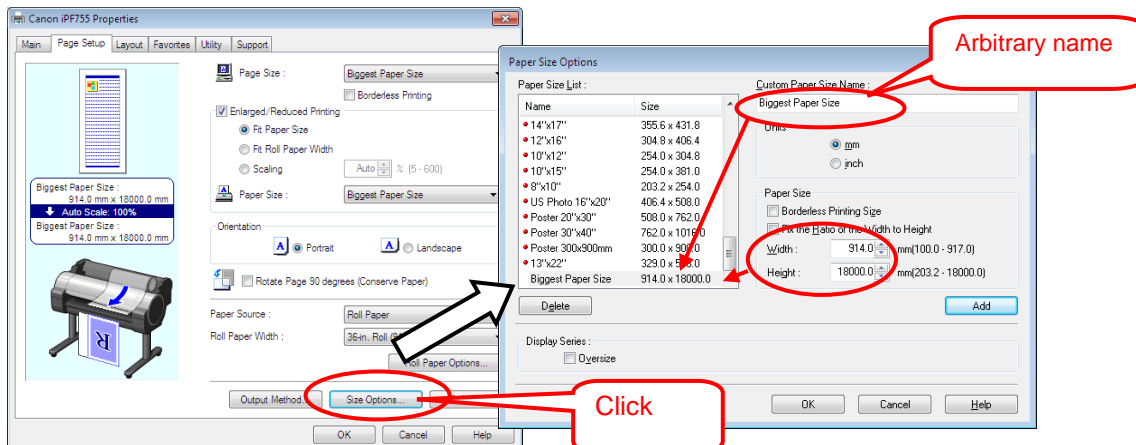 Canon iPF755 Properties
Main Page Setup Layout Favorites Utility Support
Page Size : Biggest Paper Size
Borderless Printing
Enlarged/Reduced Printing
Fit Paper Size
Fit Roll Paper Width
Scaling Auto % (5 - 600)
Paper Size : Biggest Paper Size
Biggest Paper Size :
914.0 mm x 18000.0 mm
Auto Scale: 100%
Biggest Paper Size :
914.0 mm x 18000.0 mm
Orientation
A Portrait A Landscape
Rotate Page 90 degrees (Conserve Paper)
Paper Source : Roll Paper
Roll Paper Width : 36-in. Roll
Roll Paper Options...
Output Method... Size Options...
OK Cancel Help
R
Click
Arbitrary name
Paper Size Options
Paper Size List :
Name Size
14"x17" 355.6 x 431.8
12"x16" 304.8 x 406.4
10"x12" 254.0 x 304.8
10"x15" 254.0 x 381.0
8"x10" 203.2 x 254.0
US Photo 16"x20" 406.4 x 508.0
Poster 20"x30" 508.0 x 762.0
Poster 30"x40" 762.0 x 1016.0
Poster 300x900mm 300.0 x 900.0
13"x22" 329.0 x
Biggest Paper Size 914.0 x 18000.0
Delete
Custom Paper Size Name :
Biggest Paper Size
Units
mm
inch
Paper Size
Borderless Printing Size
Fix the Ratio of the Width to Height
Width : 914.0 mm(100.0 - 917.0)
Height : 18000.0 mm(203.2 - 18000.0)
Add
Display Series :
Oversize
OK Cancel Help